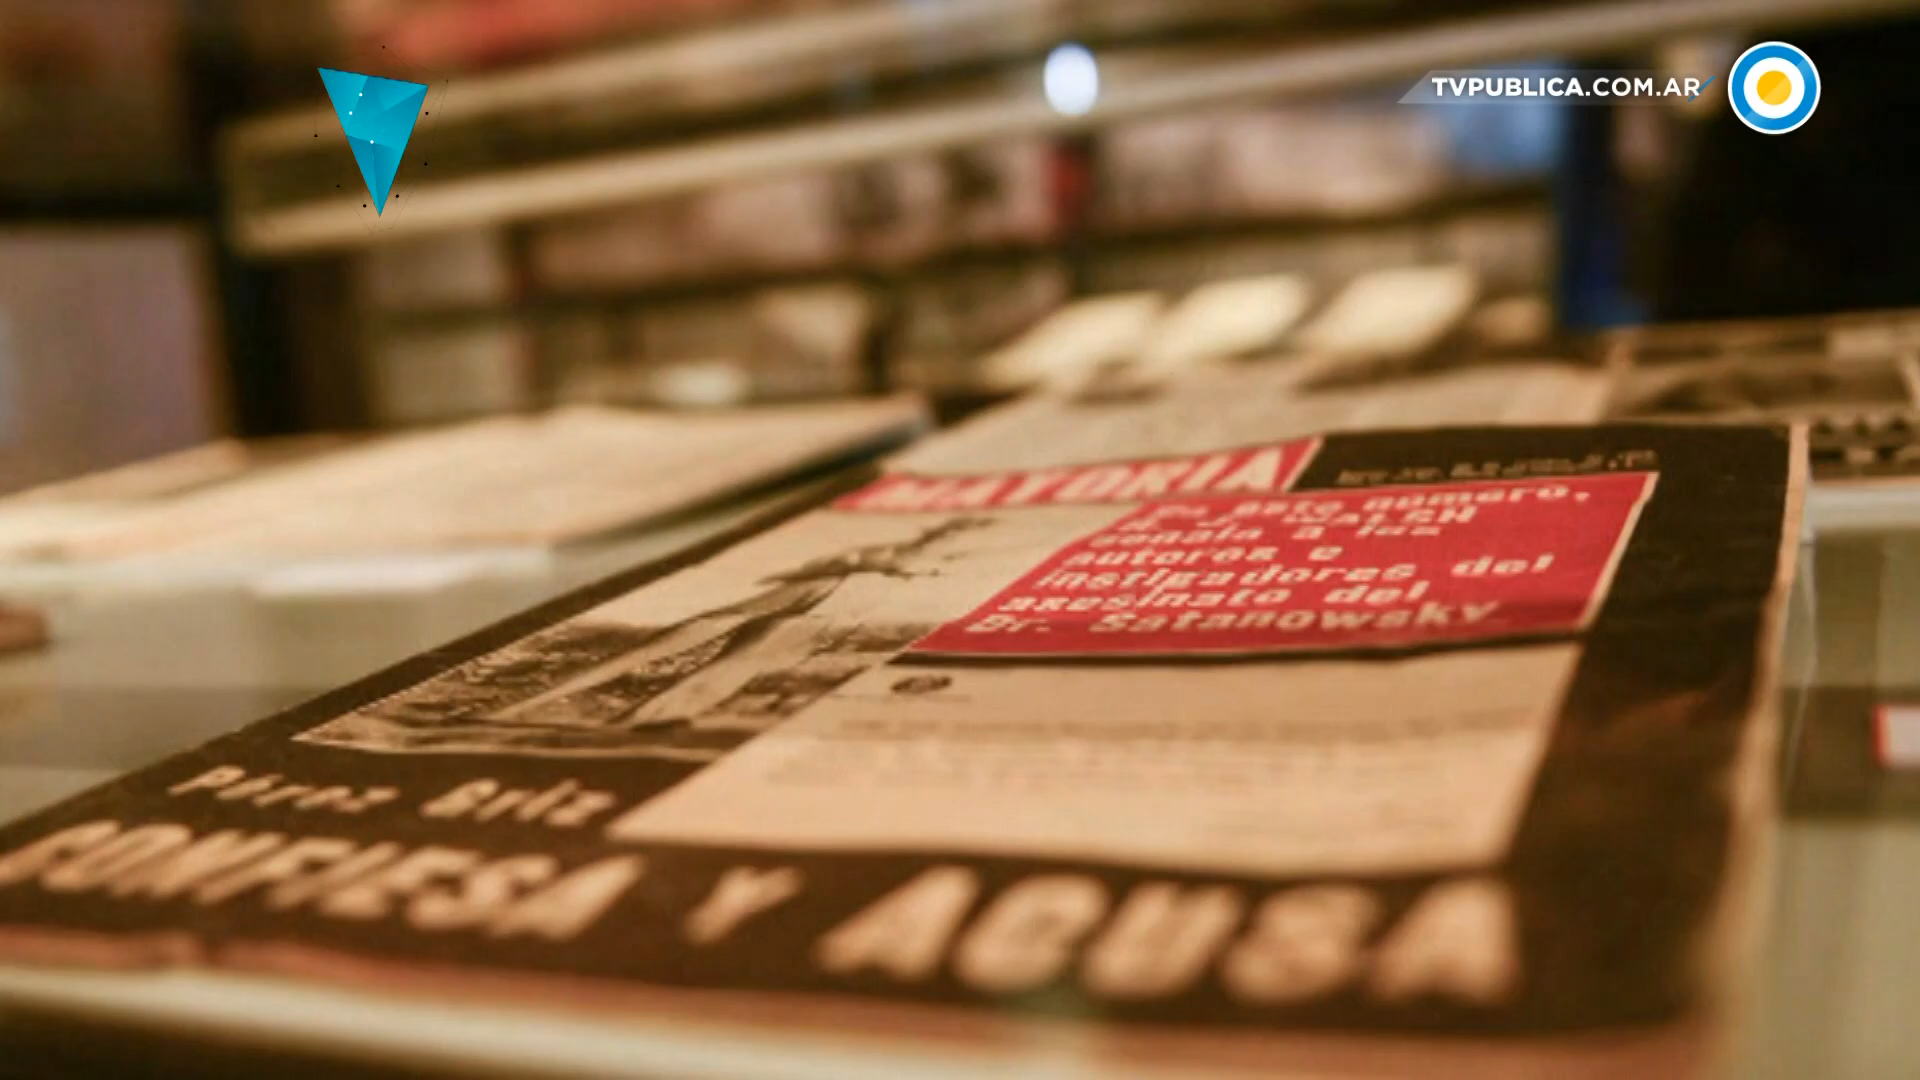 TVPUBLICA.COM.AR
MAYORIA
En este número,
R. J. WALSH
señala a los
autores e
instigadores del
asesinato del
Dr. Satanowsky
Pérez Griz
CONFIESA Y ACUSA